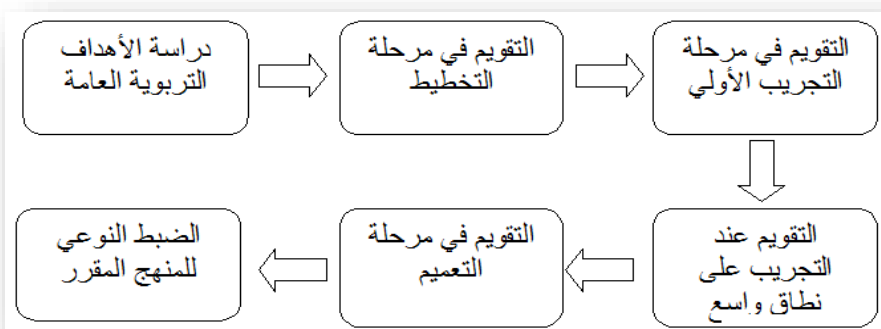 دراسة الأهداف
التربوية العامة
التقويم في مرحلة
التخطيط
التقويم في مرحلة
التجريب الأولي
التقويم عند
التجريب على
نطاق واسع
التقويم في مرحلة
التعميم
الضبط النوعي
للمنهج المقرر